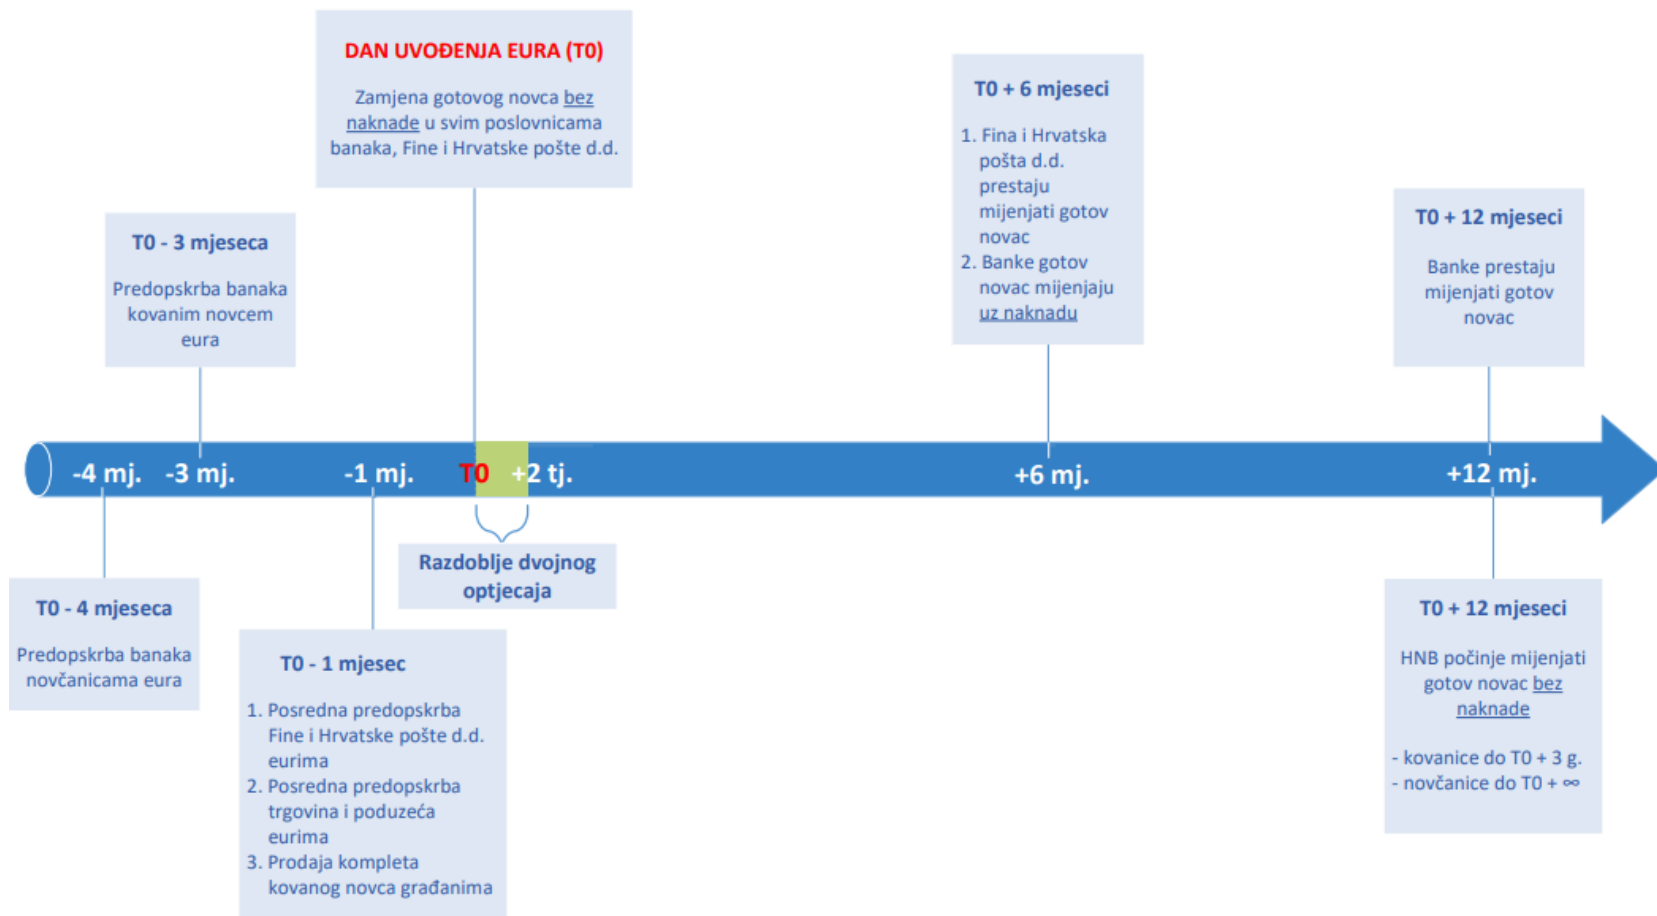 DAN UVOĐENJA EURA (T0)
Zamjena gotovog novca bez
naknade u svim poslovnicama
banaka, Fine i Hrvatske pošte d.d.
T0 + 6 mjeseci
1. Fina i Hrvatska
pošta d.d.
prestaju
mijenjati gotov
novac
2. Banke gotov
novac mijenjaju
uz naknadu
T0 + 12 mjeseci
Banke prestaju
mijenjati gotov
novac
T0 - 3 mjeseca
Predopskrba banaka
kovanim novcem
eura
-4 mj. -3 mj. -1 mj. T0 +2 tj. +6 mj. +12 mj.
Razdoblje dvojnog
optjecaja
T0 - 4 mjeseca
Predopskrba banaka
novčanicama eura
T0 - 1 mjesec
1. Posredna predopskrba
Fine i Hrvatske pošte d.d.
eurima
2. Posredna predopskrba
trgovina i poduzeća
eurima
3. Prodaja kompleta
kovanog novca građanima
T0 + 12 mjeseci
HNB počinje mijenjati
gotov novac bez
naknade
- kovanice do T0 + 3 g.
- novčanice do T0 + ∞